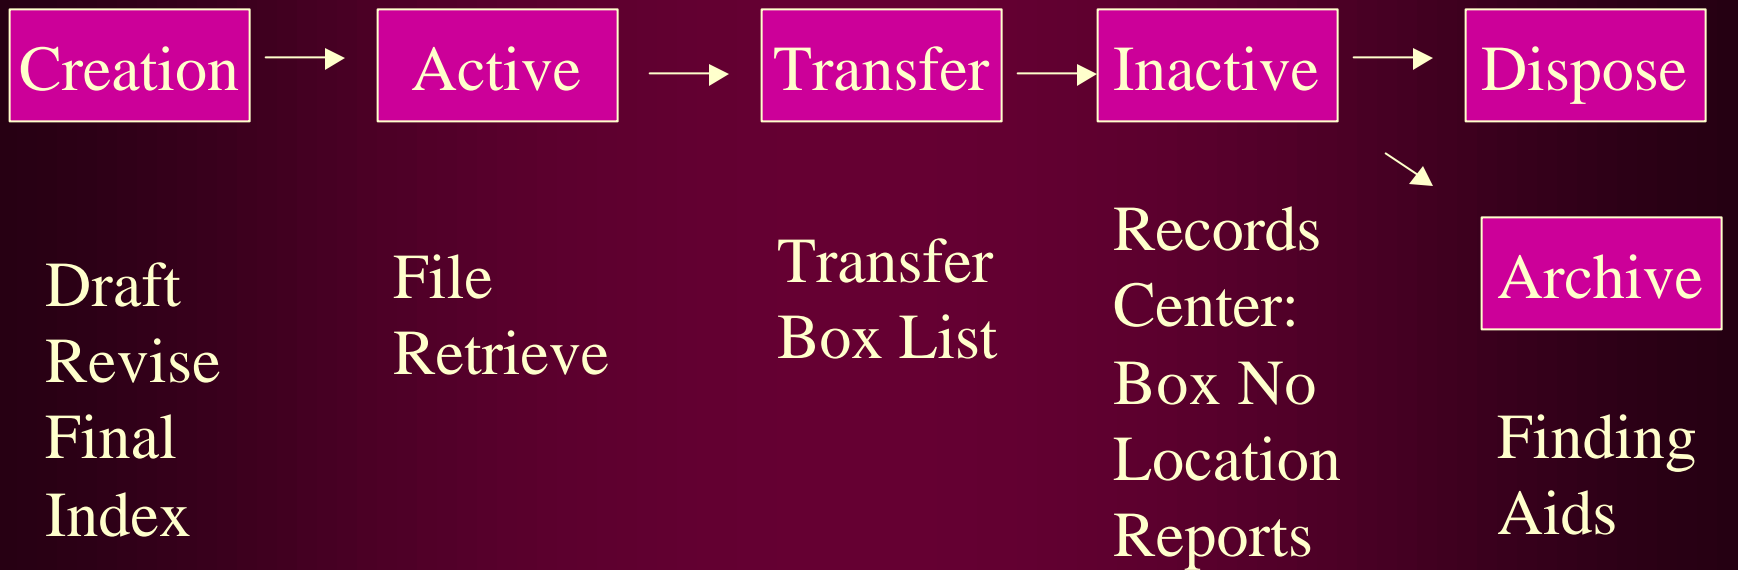 Creation
Active
Transfer
Inactive
Dispose
Draft
Revise
Final
Index
File
Retrieve
Transfer
Box List
Records
Center:
Box No
Location
Reports
Archive
Finding
Aids